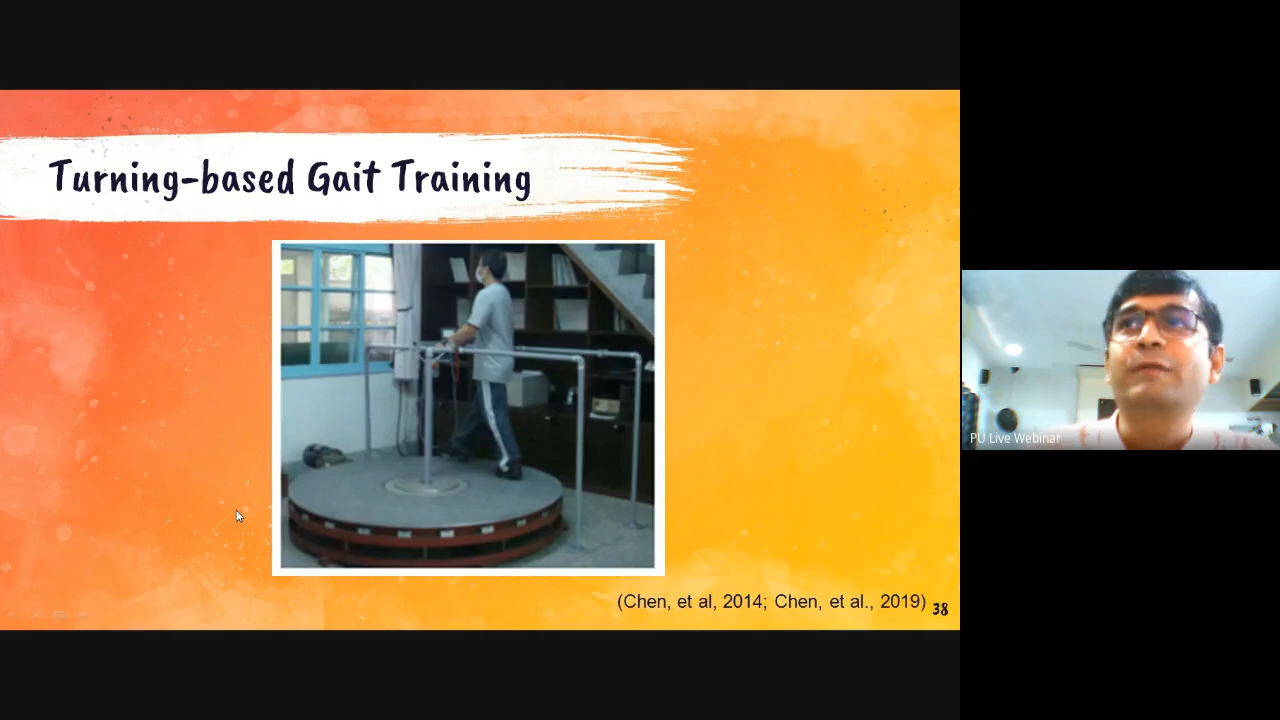 Turning-based Gait Training
(Chen, et al, 2014; Chen, et al., 2019)
38
PU Live Webinar